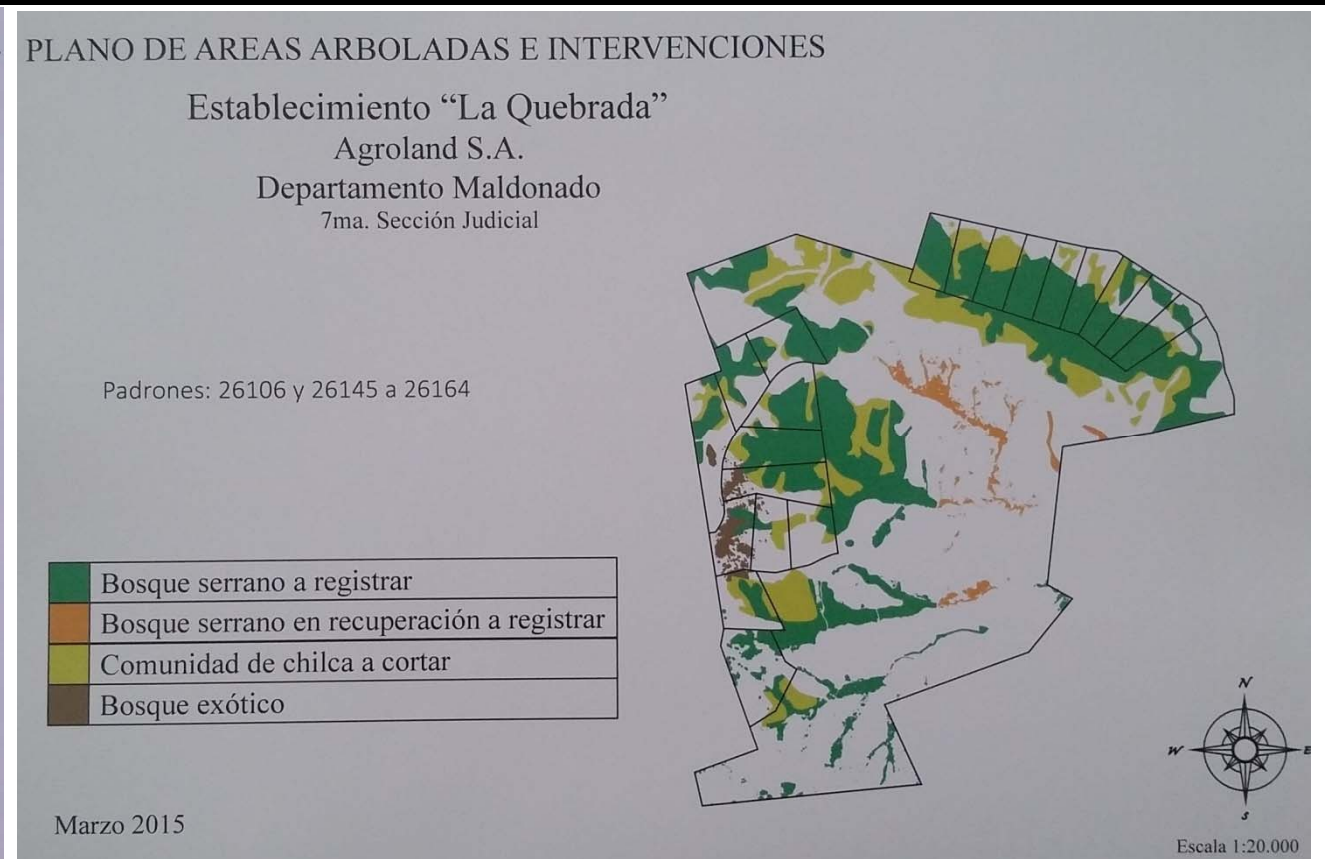 PLANO DE AREAS ARBOLADAS E INTERVENCIONES
Establecimiento “La Quebrada”
Agroland S.A.
Departamento Maldonado
7ma. Sección Judicial
Padrones: 26106 y 26145 a 26164
Bosque serrano a registrar
Bosque serrano en recuperación a registrar
Comunidad de chilca a cortar
Bosque exótico
N
W
E
S
Marzo 2015
Escala 1:20.000